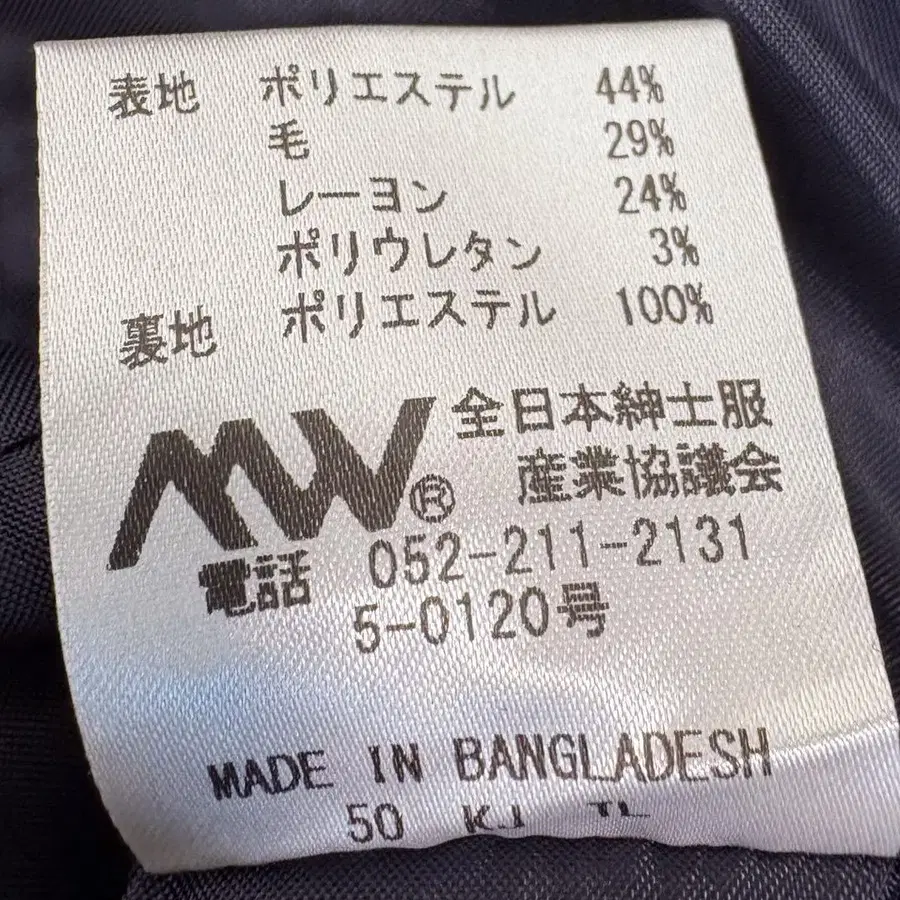 表地 ポリエステル 44%
毛 29%
レーヨン 24%
ポリウレタン 3%
裏地 ポリエステル 100%
MW®
全日本紳士服
産業協議会
電話 052-211-2131
5-0120号
MADE IN BANGLADESH
50 KJ TL